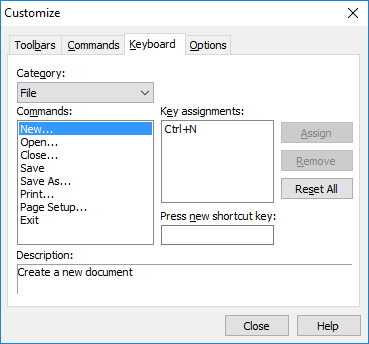 Customize
Toolbars Commands Keyboard Options
Category:
File
Commands:
New...
Open...
Close...
Save
Save As...
Print...
Page Setup...
Exit
Key assignments:
Ctrl+N
Press new shortcut key:
Assign
Remove
Reset All
Description:
Create a new document
Close Help